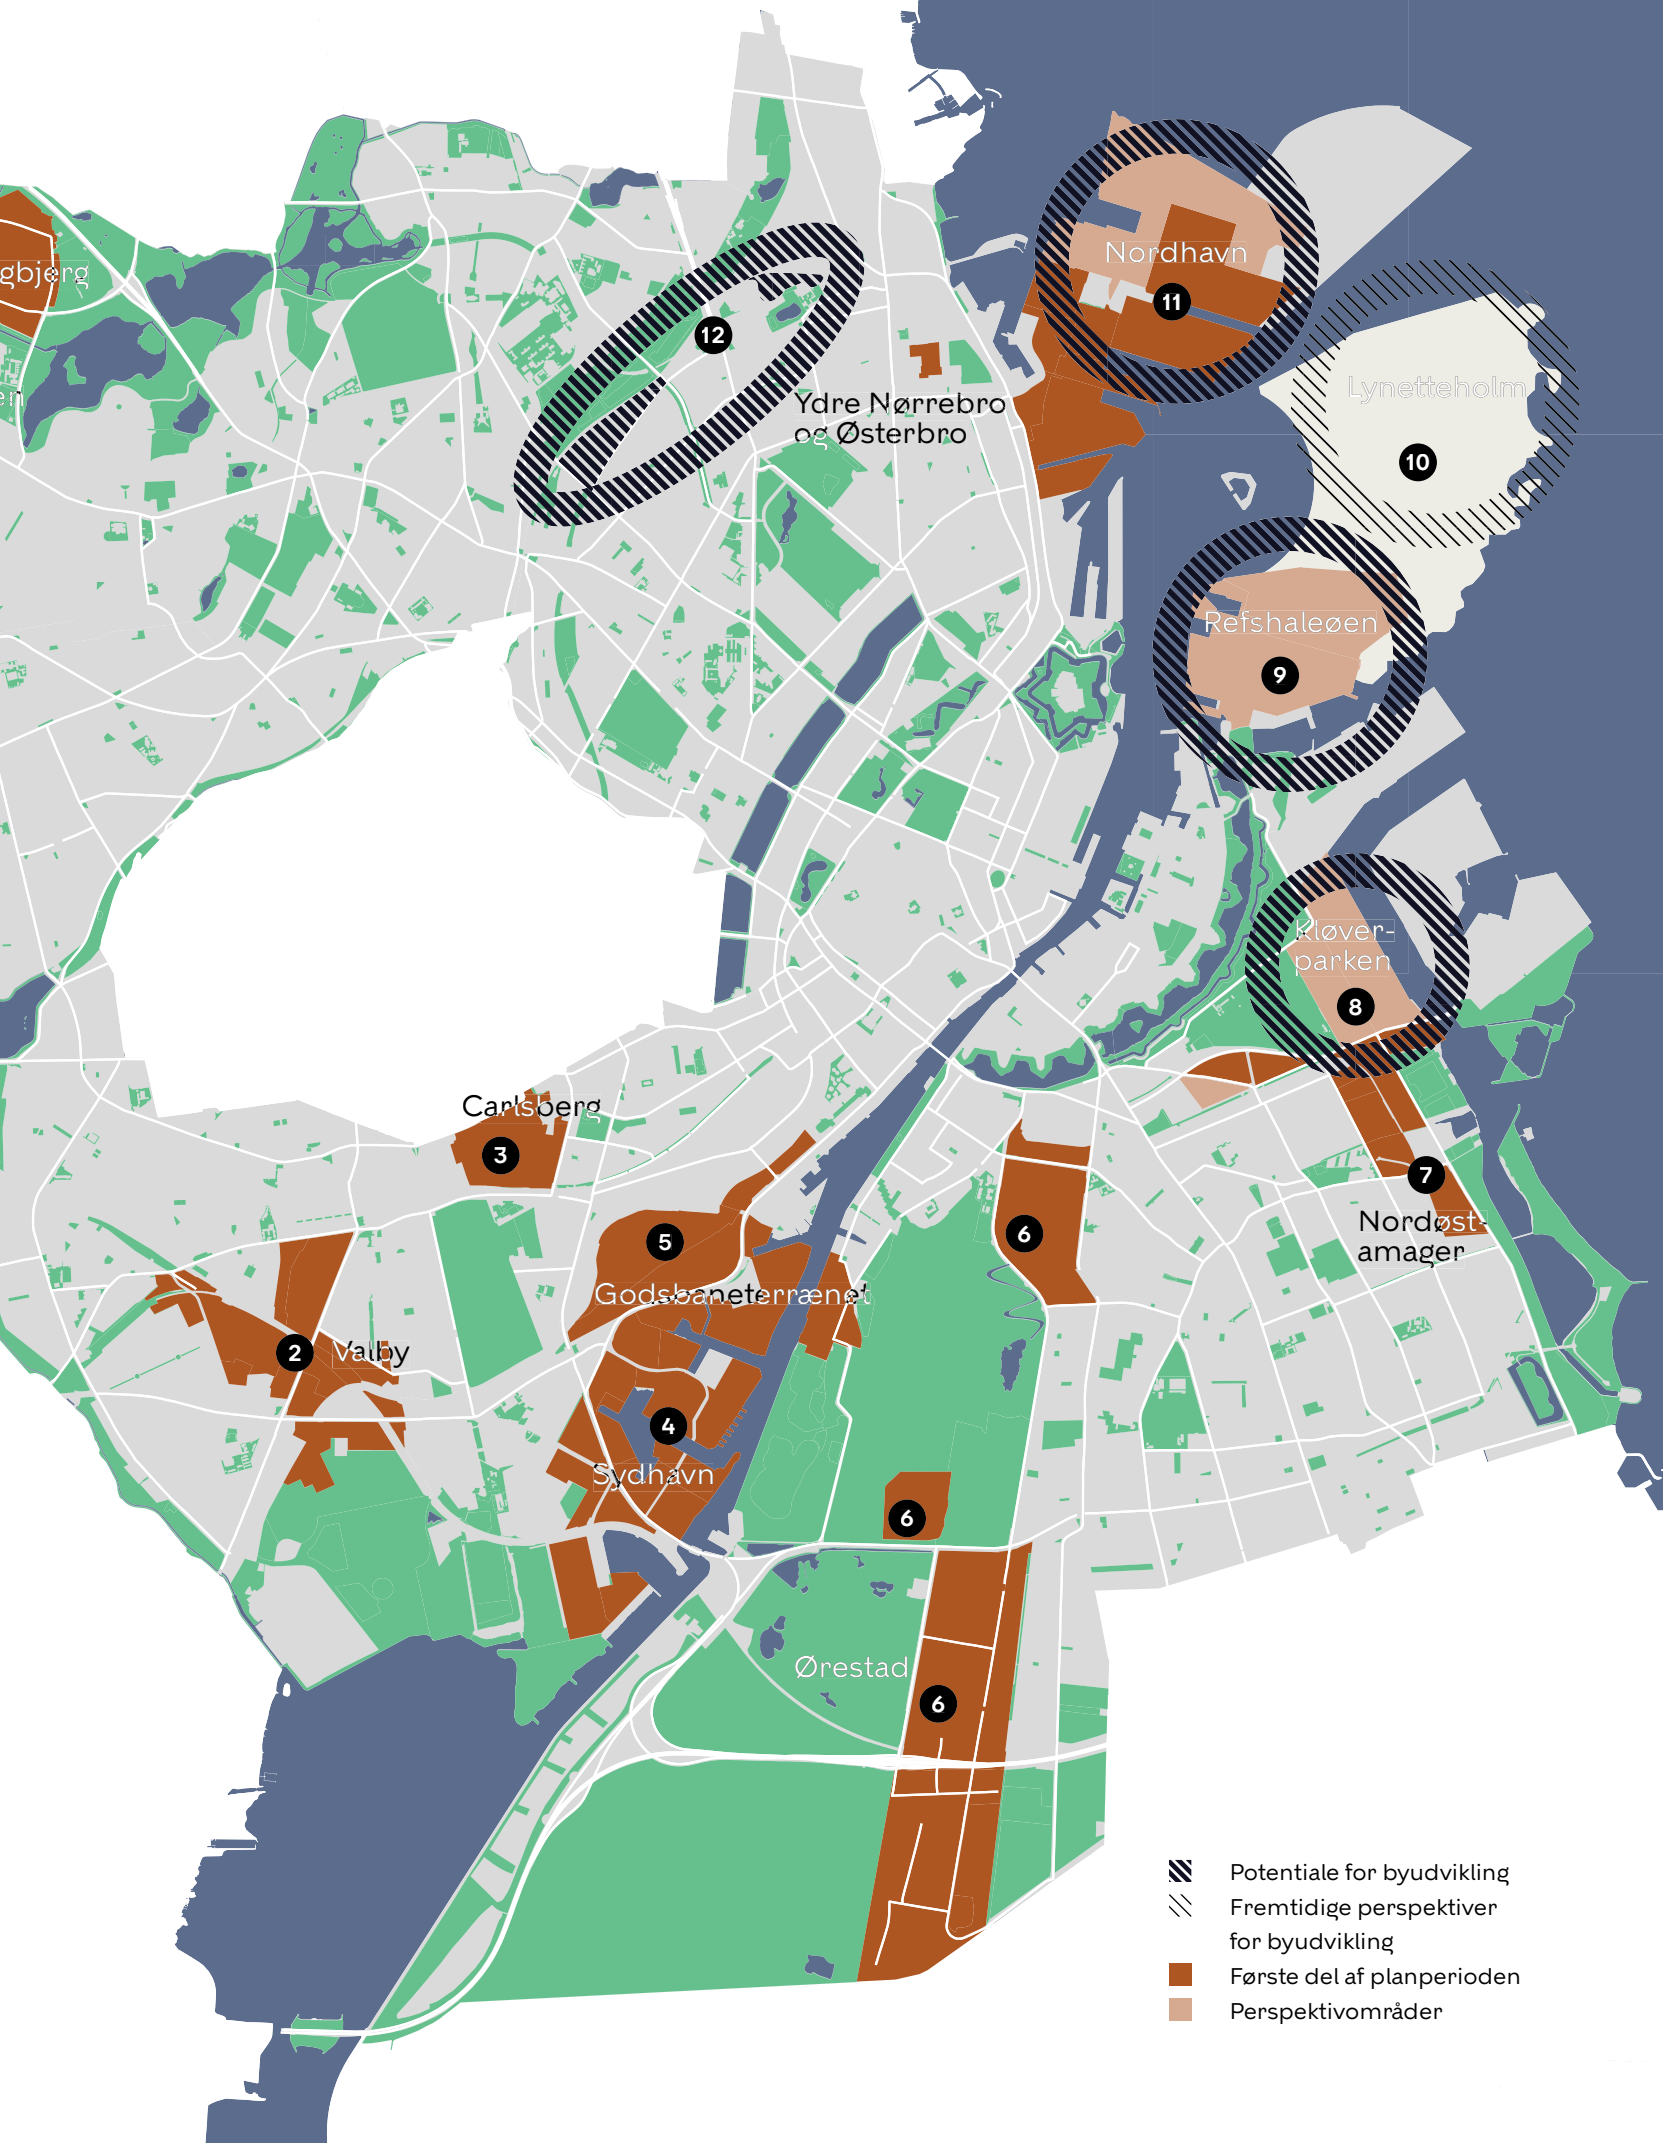 gbjerg
Nordhavn
11
12
Lynetteholm
Ydre Nørrebro
og Østerbro
10
Refshaleøen
9
Kløver-
parken
8
Carlsberg
3
7
Nordøst-
amager
6
5
Godsbaneterrænet
2
Valby
4
Sydhavn
6
Ørestad
6
Potentiale for byudvikling
Fremtidige perspektiver
for byudvikling
Første del af planperioden
Perspektivområder